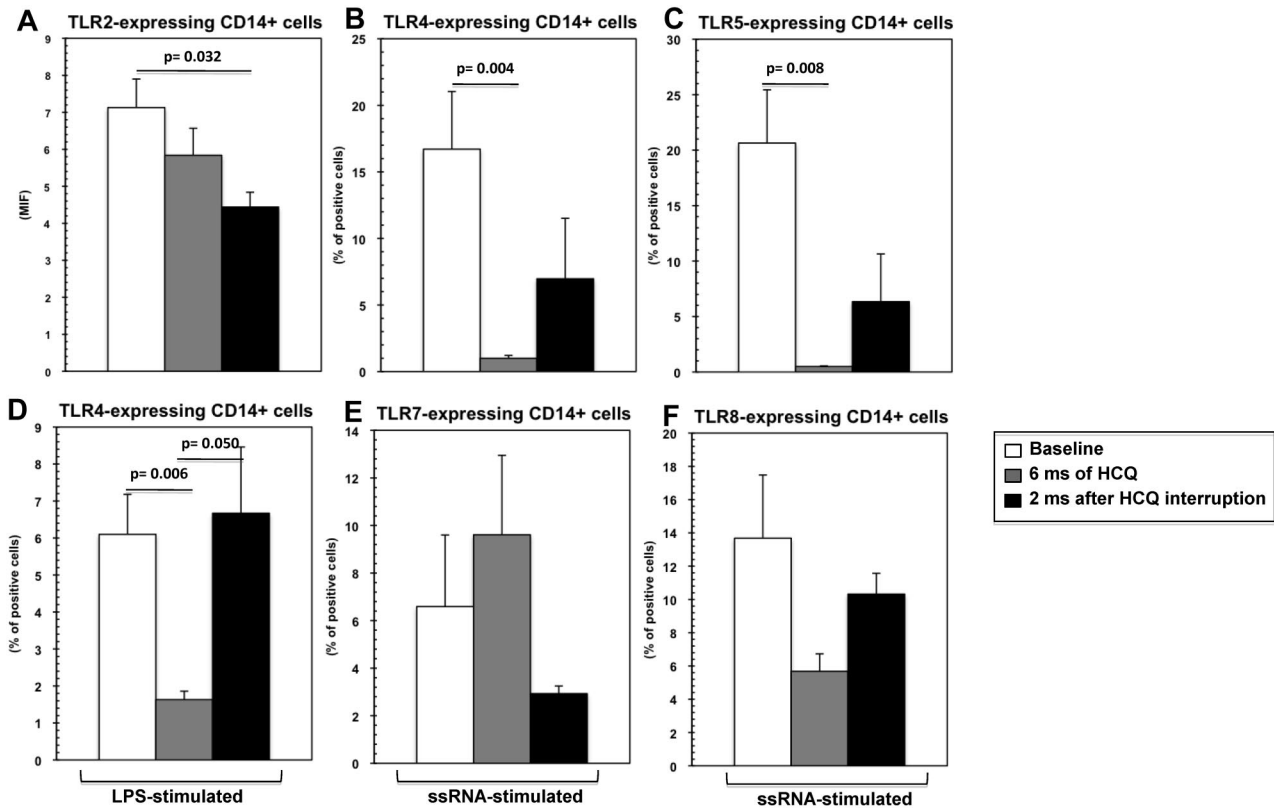 A TLR2-expressing CD14+ cells
9
8
7
6
5
4
3
2
1
0
(MIF)
p= 0.032
B TLR4-expressing CD14+ cells
25
20
15
10
5
0
(% of positive cells)
p= 0.004
C TLR5-expressing CD14+ cells
30
25
20
15
10
5
0
(% of positive cells)
p= 0.008
D TLR4-expressing CD14+ cells
9
8
7
6
5
4
3
2
1
0
(% of positive cells)
p= 0.050
p= 0.006
LPS-stimulated
E TLR7-expressing CD14+ cells
14
12
10
8
6
4
2
0
(% of positive cells)
ssRNA-stimulated
F TLR8-expressing CD14+ cells
20
18
16
14
12
10
8
6
4
2
0
(% of positive cells)
ssRNA-stimulated
Baseline
6 ms of HCQ
2 ms after HCQ interruption